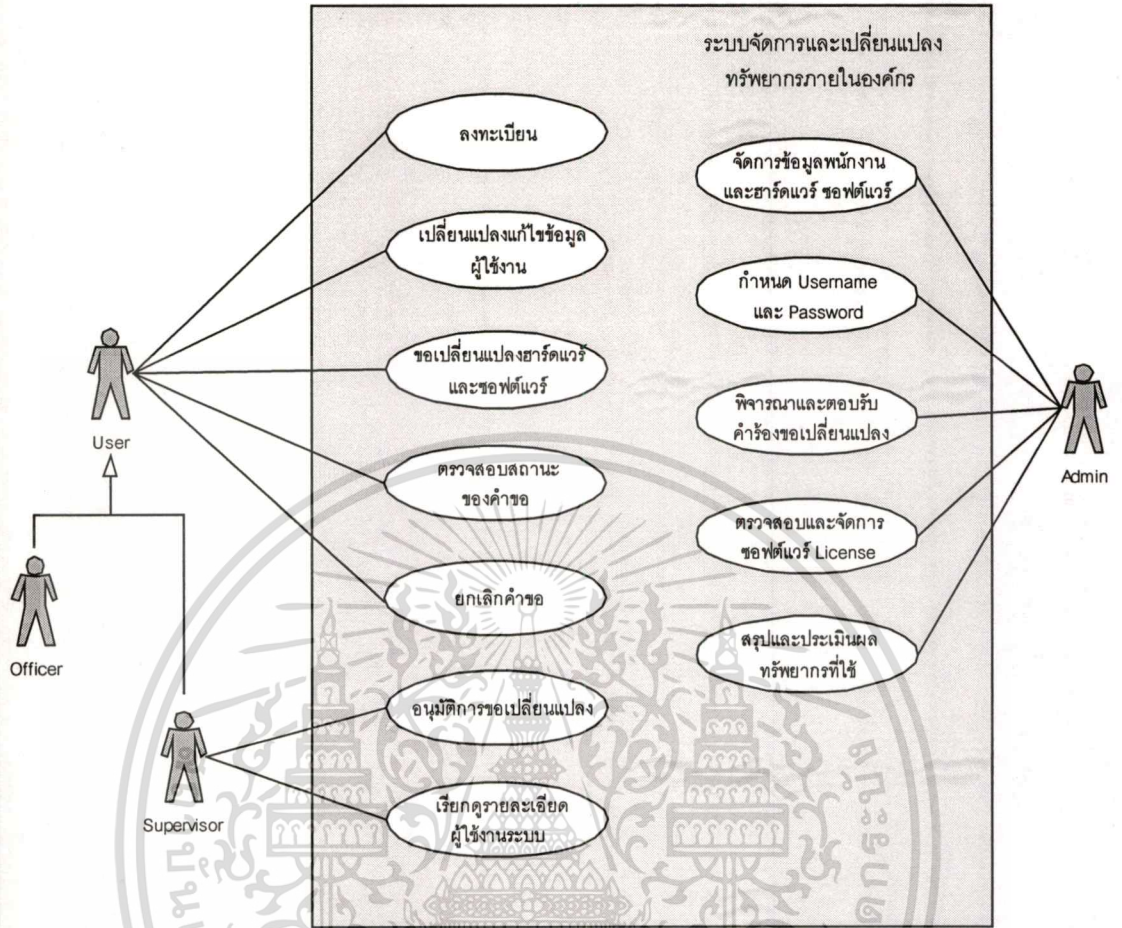 ระบบจัดการและเปลี่ยนแปลง
ทรัพยากรภายในองค์กร
ลงทะเบียน
เปลี่ยนแปลงแก้ไขข้อมูล
ผู้ใช้งาน
ขอเปลี่ยนแปลงฮาร์ดแวร์
และซอฟต์แวร์
ตรวจสอบสถานะ
ของคำขอ
ยกเลิกคำขอ
อนุมัติการขอเปลี่ยนแปลง
เรียกดูรายละเอียด
ผู้ใช้งานระบบ
จัดการข้อมูลพนักงาน
และฮาร์ดแวร์ ซอฟต์แวร์
กำหนด Username
และ Password
พิจารณาและตอบรับ
คำร้องขอเปลี่ยนแปลง
ตรวจสอบและจัดการ
ซอฟต์แวร์ License
สรุปและประเมินผล
ทรัพยากรที่ใช้
User
Officer
Supervisor
Admin